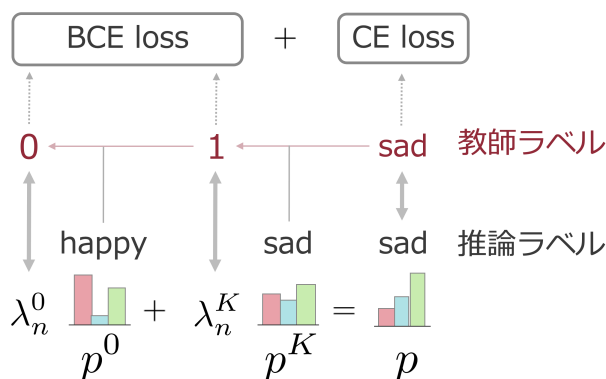 BCE loss + CE loss
0 1 sad 教師ラベル
happy sad sad 推論ラベル
λ_n^0 + λ_n^K =
p^0 p^K p